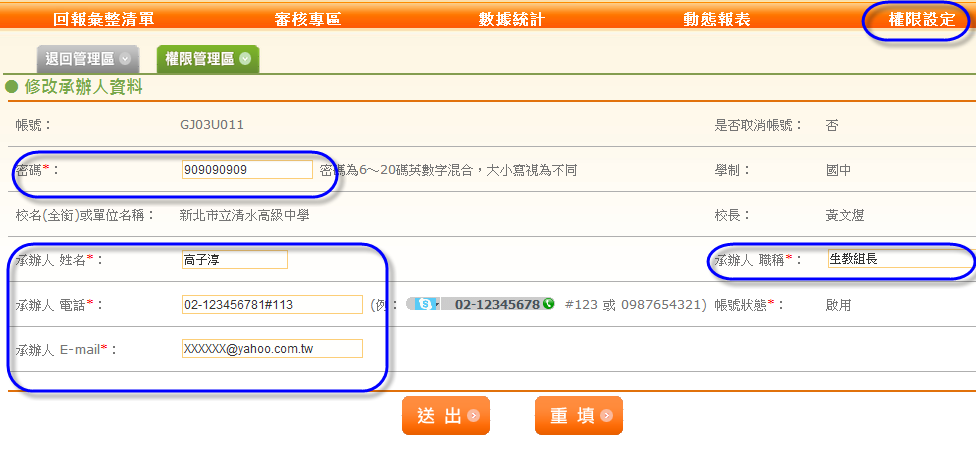 回報彙整清單 審核專區 數據統計 動態報表 權限設定
退回管理區 權限管理區
修改承辦人資料
帳號： GJ03U011 是否取消帳號： 否
密碼*： 909090909 密碼為6～20碼英數字混合，大小寫視為不同 學制： 國中
校名(全銜)或單位名稱： 新北市立清水高級中學 校長： 黃文煜
承辦人 姓名*： 高子淳 承辦人 職稱*： 生教組長
承辦人 電話*： 02-123456781#113 (例： 02-12345678 #123 或 0987654321) 帳號狀態*： 啟用
承辦人 E-mail*： XXXXXX@yahoo.com.tw
送 出 重 填